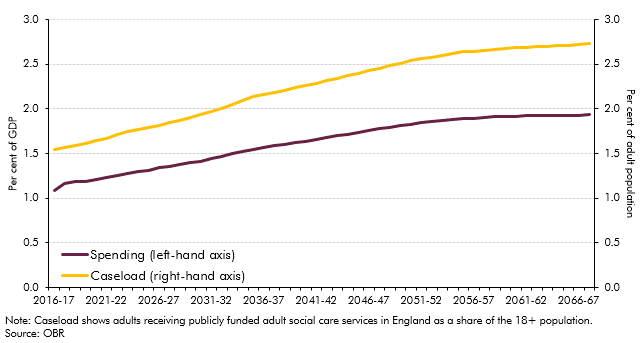 3.0
2.5
2.0
1.5
1.0
0.5
0.0
Per cent of GDP
3.0
2.5
2.0
1.5
1.0
0.5
0.0
Per cent of adult population
Spending (left-hand axis)
Caseload (right-hand axis)
2016-17 2021-22 2026-27 2031-32 2036-37 2041-42 2046-47 2051-52 2056-57 2061-62 2066-67
Note: Caseload shows adults receiving publicly funded adult social care services in England as a share of the 18+ population.
Source: OBR